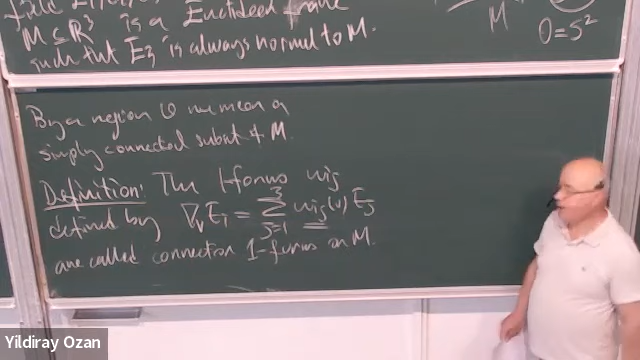 is a Euclidean frame
M ⊆ R³
such that E₃ is always normal to M.
M
O = S²
By a region O we mean a
simply connected subset of M.
Definition: The 1-forms ωij
defined by ∇ᵥEᵢ = Σ³ⱼ₌₁ ωij(v) Eⱼ
are called connection 1-forms on M.
Yildiray Ozan